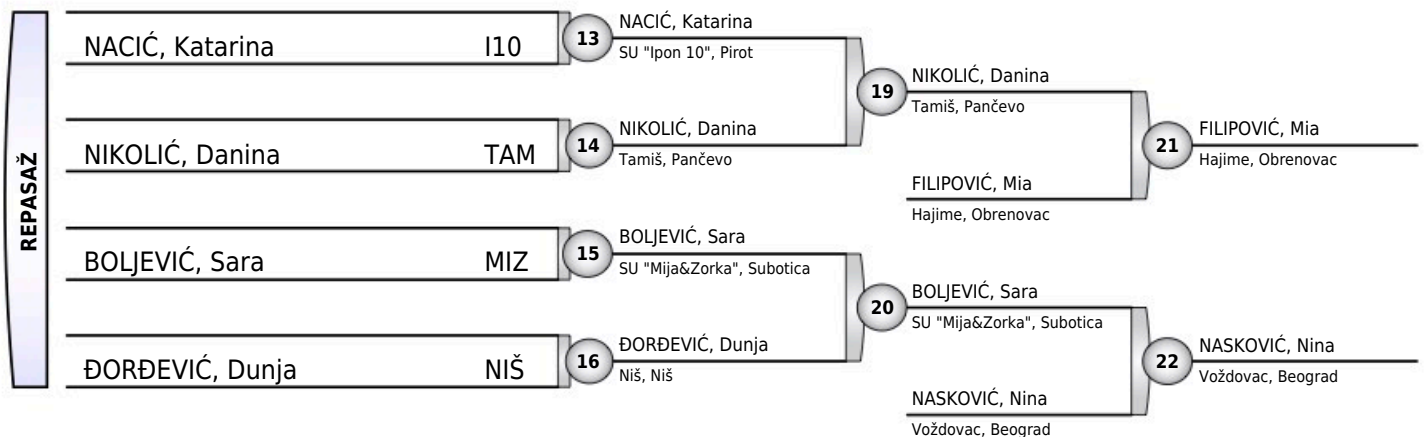 REPASAŽ
NACIĆ, Katarina I10
13
NACIĆ, Katarina
SU "Ipon 10", Pirot
NIKOLIĆ, Danina TAM
14
NIKOLIĆ, Danina
Tamiš, Pančevo
BOLJEVIĆ, Sara MIZ
15
BOLJEVIĆ, Sara
SU "Mija&Zorka", Subotica
ĐORĐEVIĆ, Dunja NIŠ
16
ĐORĐEVIĆ, Dunja
Niš, Niš
19
NIKOLIĆ, Danina
Tamiš, Pančevo
FILIPOVIĆ, Mia
Hajime, Obrenovac
20
BOLJEVIĆ, Sara
SU "Mija&Zorka", Subotica
NASKOVIĆ, Nina
Voždovac, Beograd
21
FILIPOVIĆ, Mia
Hajime, Obrenovac
22
NASKOVIĆ, Nina
Voždovac, Beograd